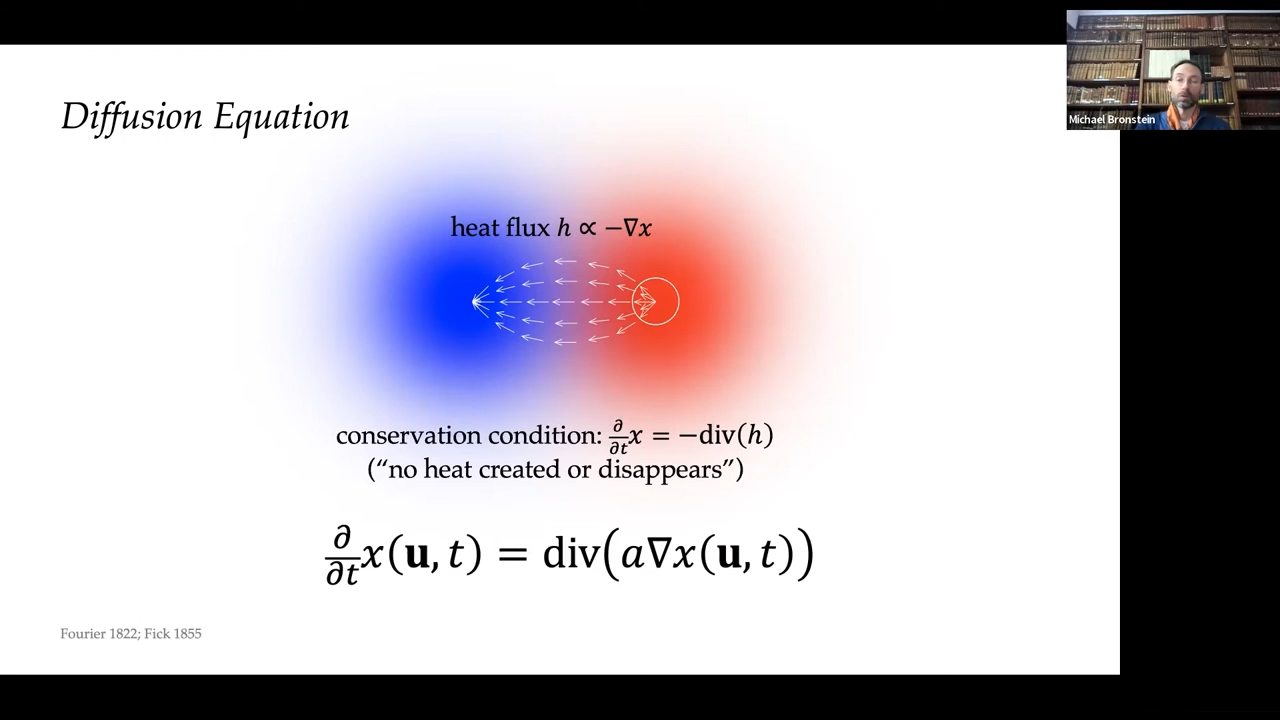 Diffusion Equation
Michael Bronstein
heat flux ℎ ∝ −∇𝑥
conservation condition: ∂/∂t 𝑥 = −div(ℎ)
(“no heat created or disappears”)
∂/∂t 𝑥(𝐮, 𝑡) = div(𝑎∇𝑥(𝐮, 𝑡))
Fourier 1822; Fick 1855